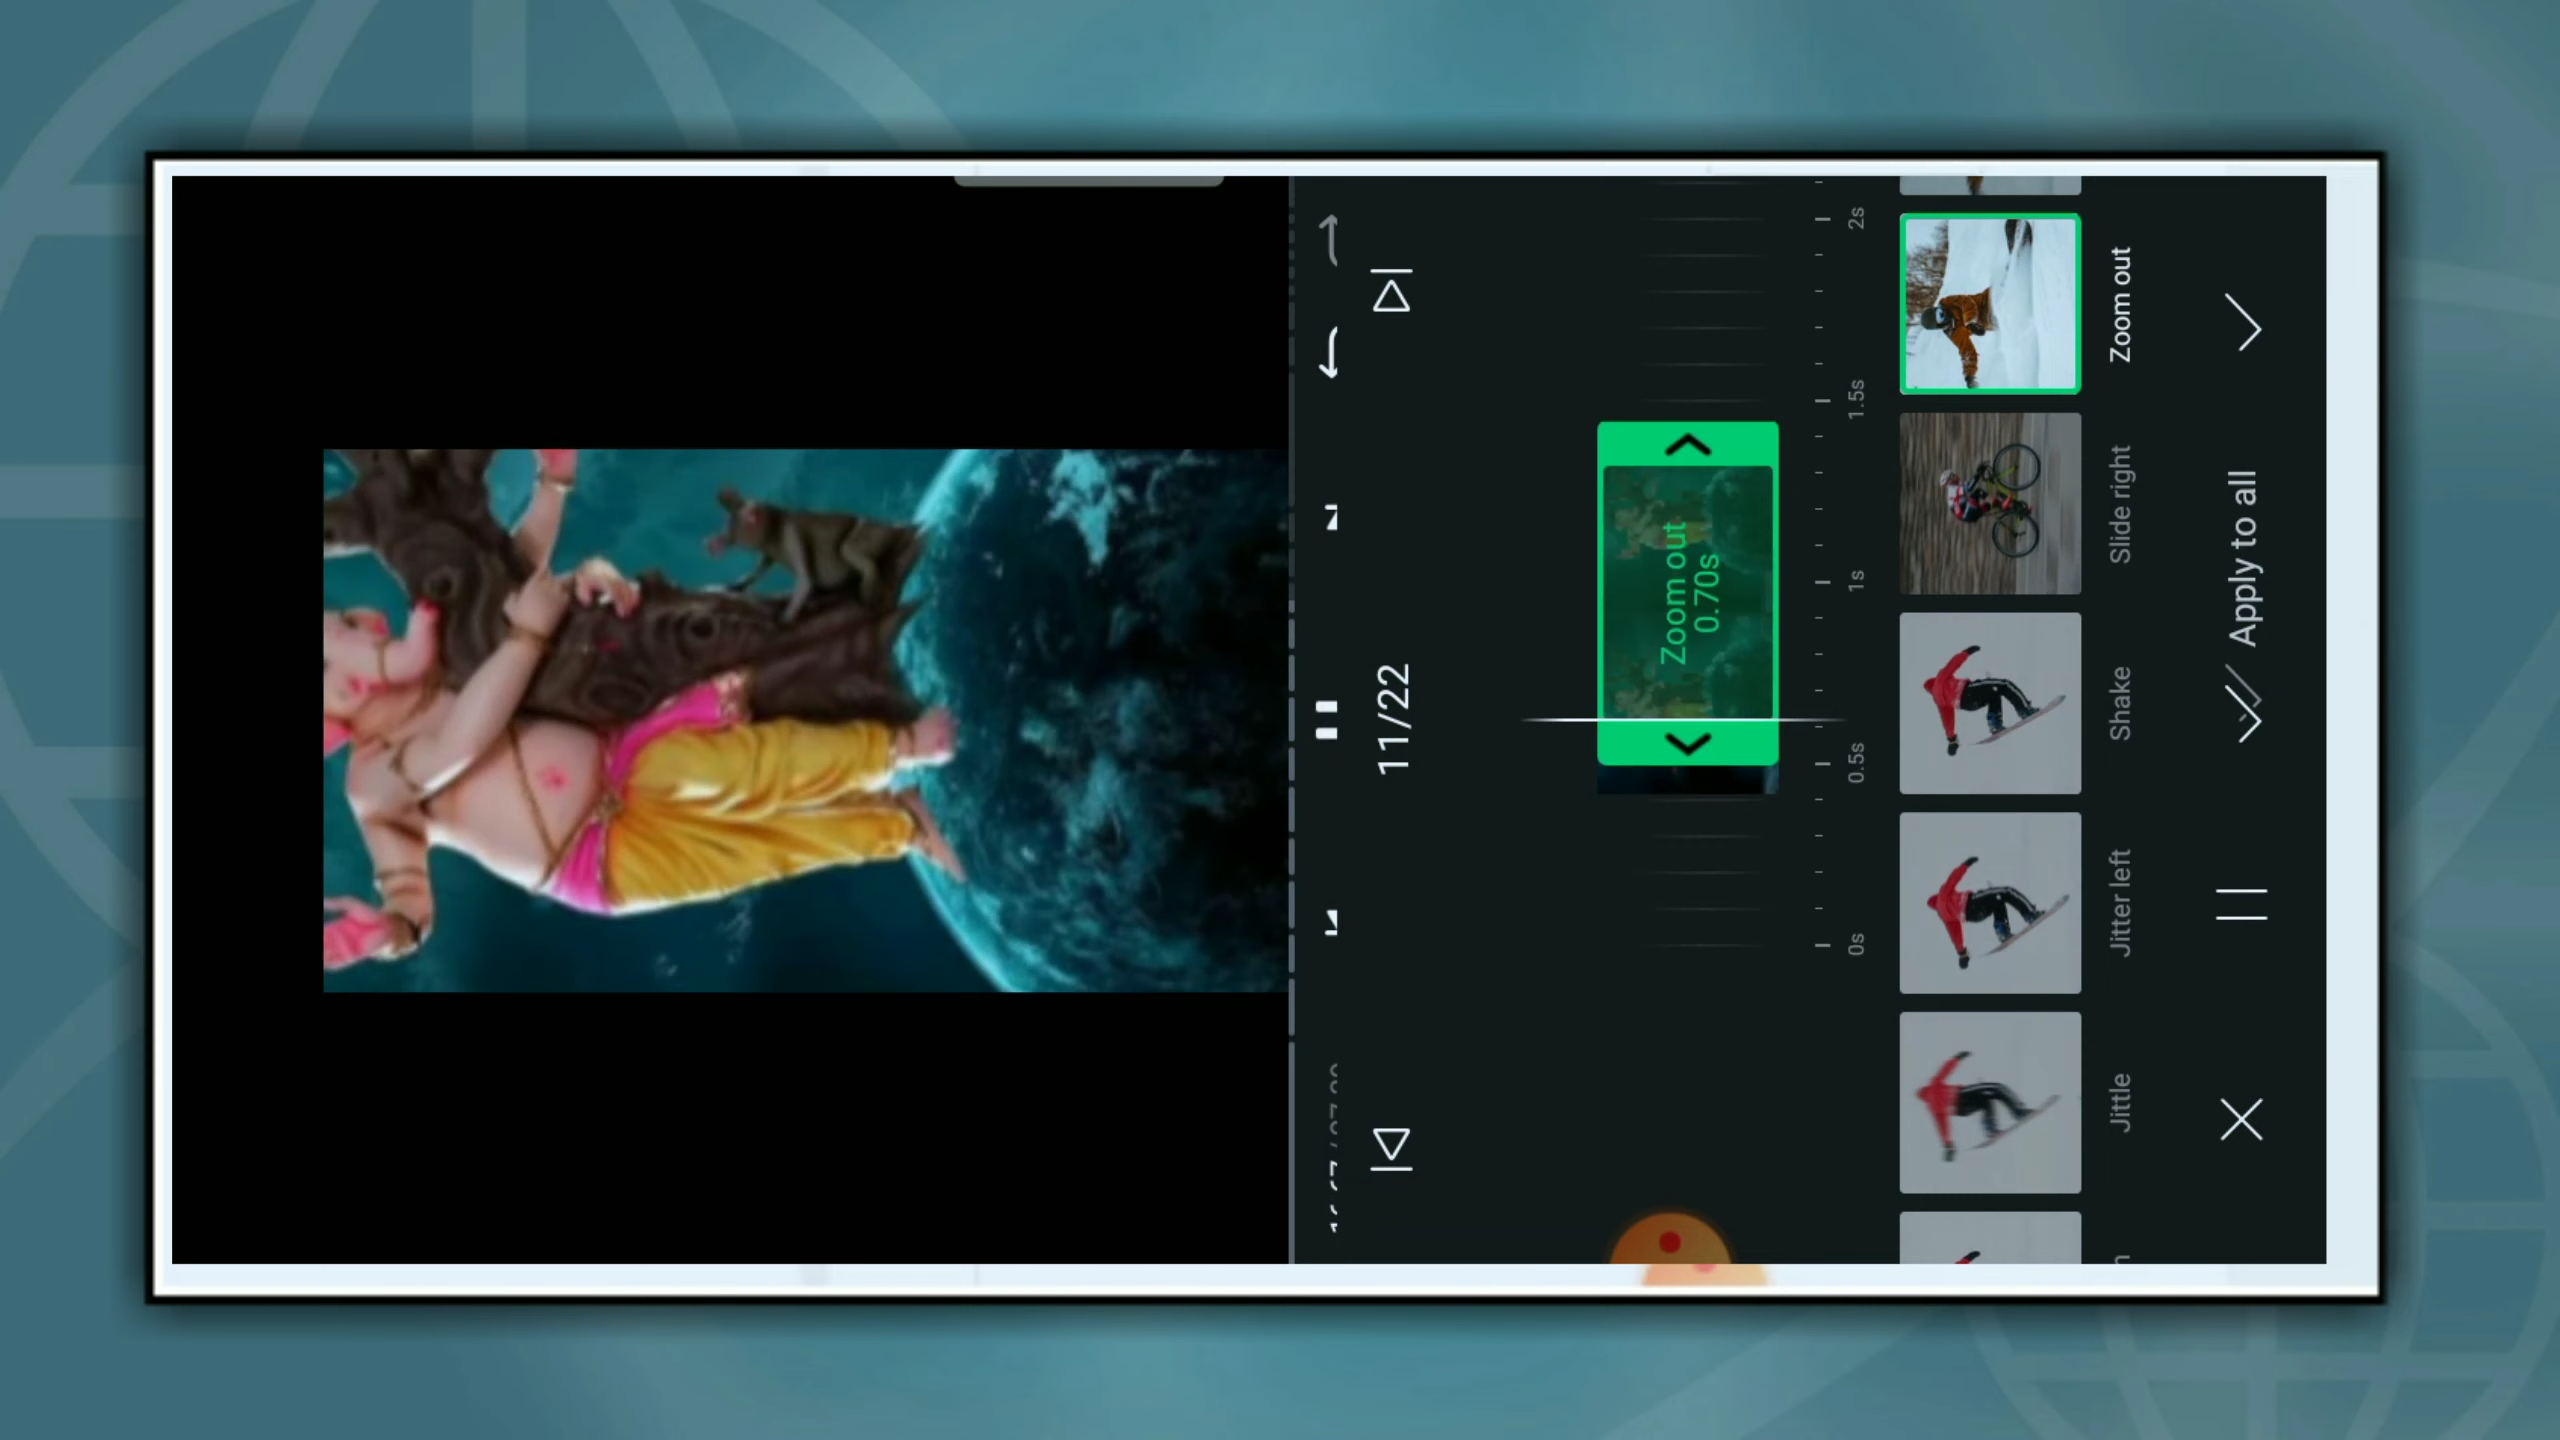 11/22
Zoom out
0.70s
0s
0.5s
1s
1.5s
2s
Jittle
Jitter left
Shake
Slide right
Zoom out
Apply to all